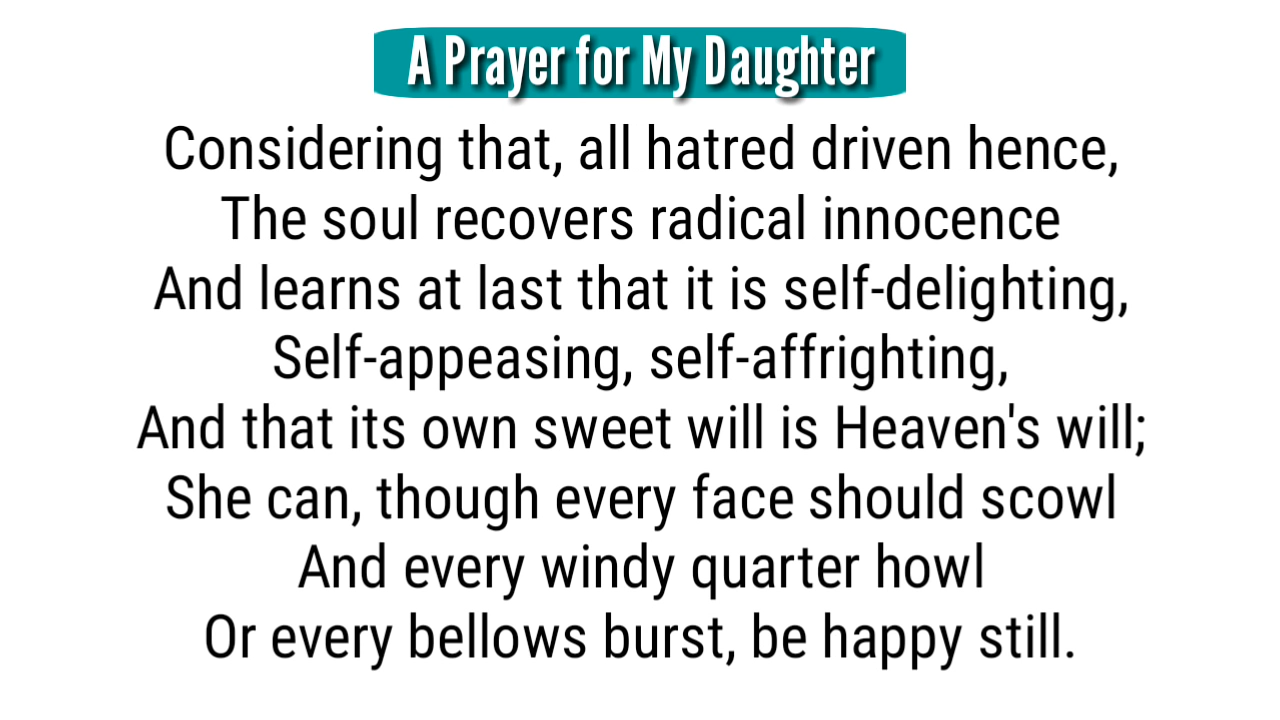 A Prayer for My Daughter
Considering that, all hatred driven hence,
The soul recovers radical innocence
And learns at last that it is self-delighting,
Self-appeasing, self-affrighting,
And that its own sweet will is Heaven's will;
She can, though every face should scowl
And every windy quarter howl
Or every bellows burst, be happy still.